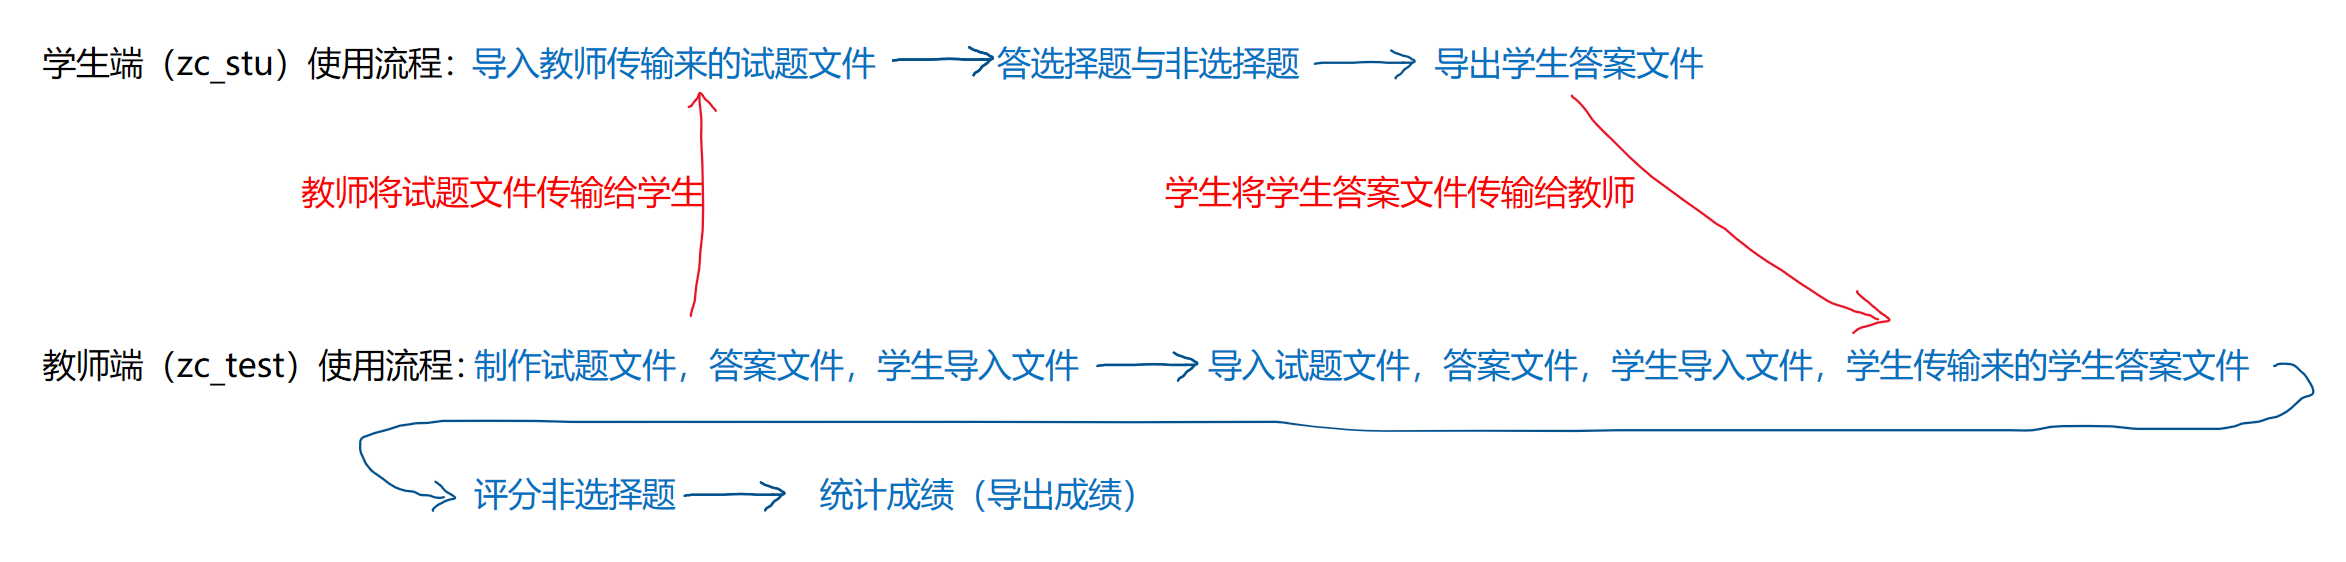 学生端（zc_stu）使用流程：导入教师传输来的试题文件 答选择题与非选择题 导出学生答案文件
教师将试题文件传输给学生 学生将学生答案文件传输给教师
教师端（zc_test）使用流程：制作试题文件，答案文件，学生导入文件 导入试题文件，答案文件，学生导入文件，学生传输来的学生答案文件
评分非选择题 统计成绩（导出成绩）